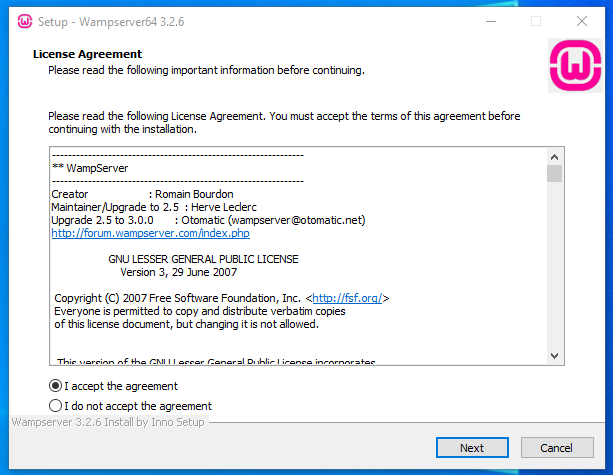 Setup - Wampserver64 3.2.6
License Agreement
Please read the following important information before continuing.
Please read the following License Agreement. You must accept the terms of this agreement before
continuing with the installation.
------------------------------------------------------------
** WampServer
------------------------------------------------------------
Creator : Romain Bourdon
Maintainer/Upgrade to 2.5 : Herve Leclerc
Upgrade 2.5 to 3.0.0 : Otomatic (wampserver@otomatic.net)
http://forum.wampserver.com/index.php
GNU LESSER GENERAL PUBLIC LICENSE
Version 3, 29 June 2007
Copyright (C) 2007 Free Software Foundation, Inc. <http://fsf.org/>
Everyone is permitted to copy and distribute verbatim copies
of this license document, but changing it is not allowed.
This version of the GNU Lesser General Public License incorporates
I accept the agreement
I do not accept the agreement
Wampserver 3.2.6 Install by Inno Setup
Next
Cancel